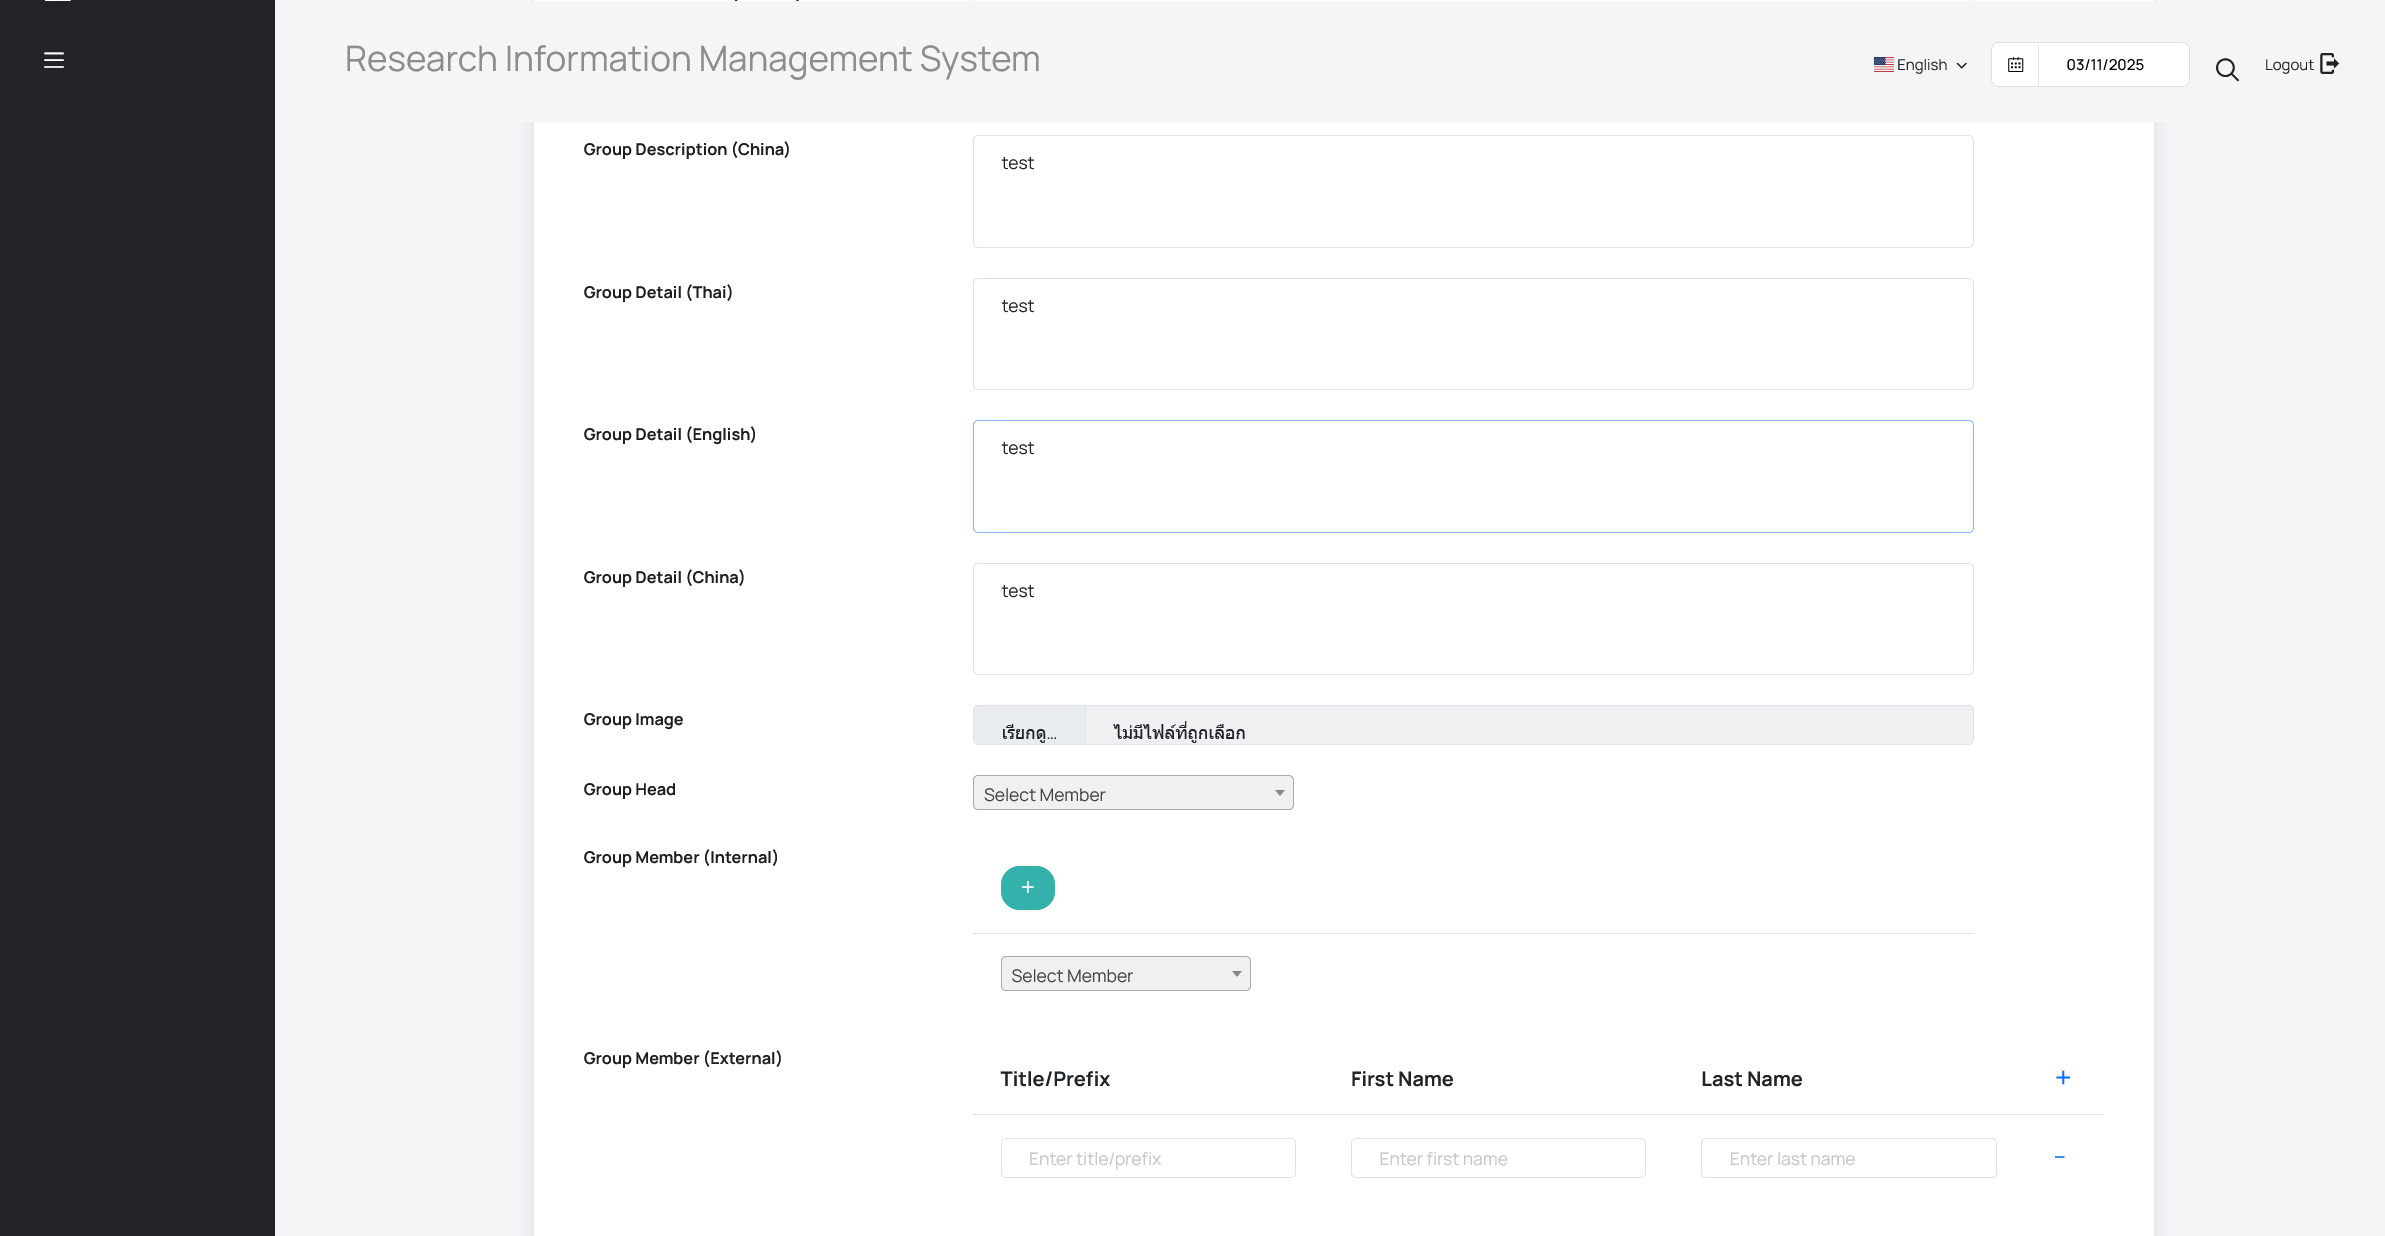 Research Information Management System
English
03/11/2025
Logout
Group Description (China)
test
Group Detail (Thai)
test
Group Detail (English)
test
Group Detail (China)
test
Group Image
เรียกดู...
ไม่มีไฟล์ที่ถูกเลือก
Group Head
Select Member
Group Member (Internal)
+
Select Member
Group Member (External)
Title/Prefix
First Name
Last Name
+
Enter title/prefix
Enter first name
Enter last name
-